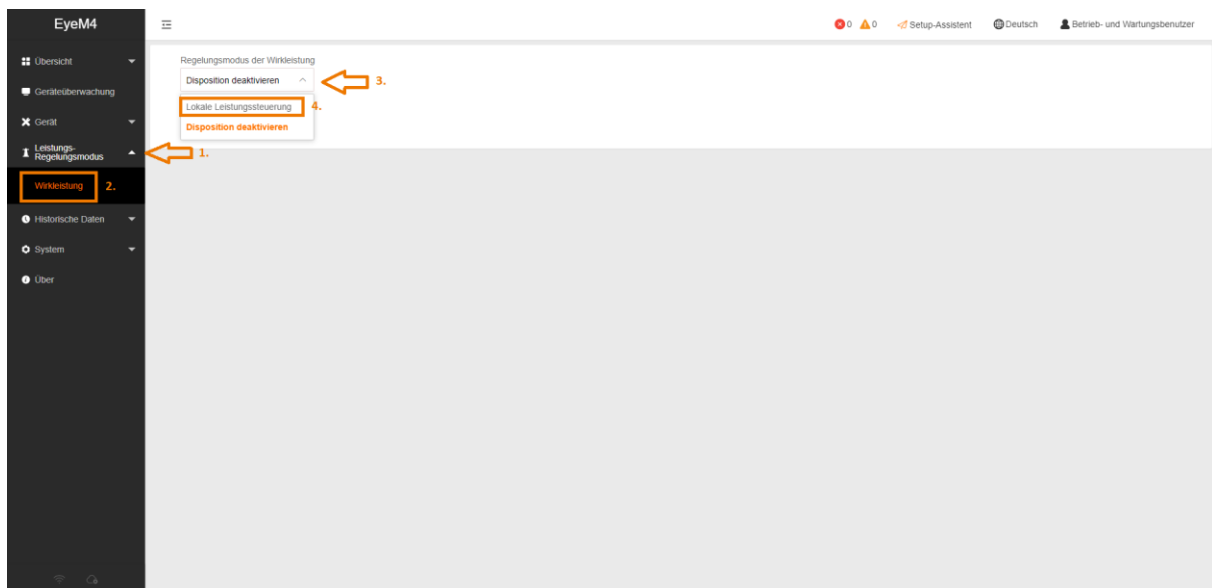 EyeM4
0
0
Setup-Assistent
Deutsch
Betrieb- und Wartungsbenutzer
Übersicht
Geräteüberwachung
Gerät
Leistungs-
Regelungsmodus
1.
Wirkleistung
2.
Historische Daten
System
Über
Regelungsmodus der Wirkleistung
Disposition deaktivieren
3.
Lokale Leistungssteuerung
4.
Disposition deaktivieren